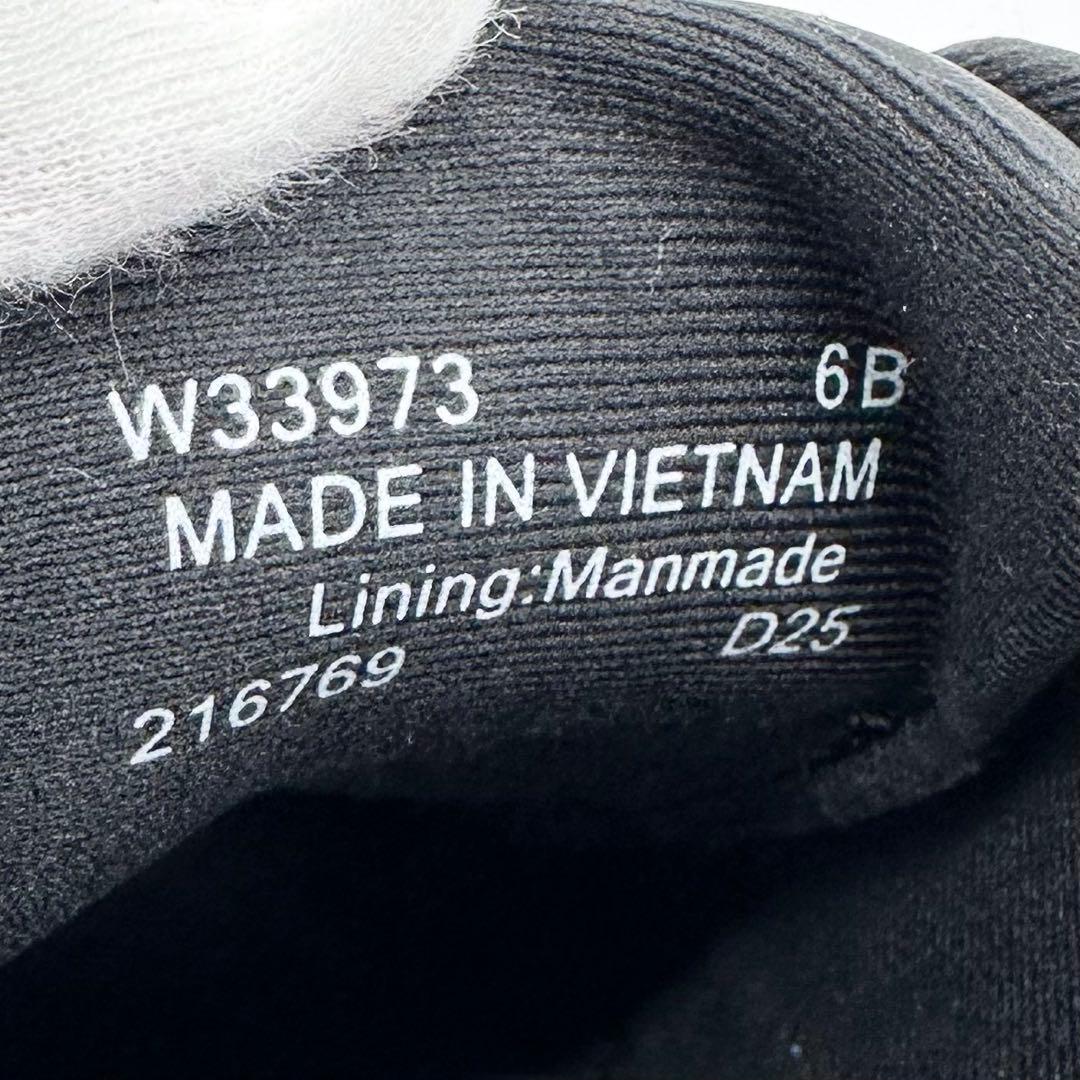 W33973 6B
MADE IN VIETNAM
Lining:Manmade
216769 D25